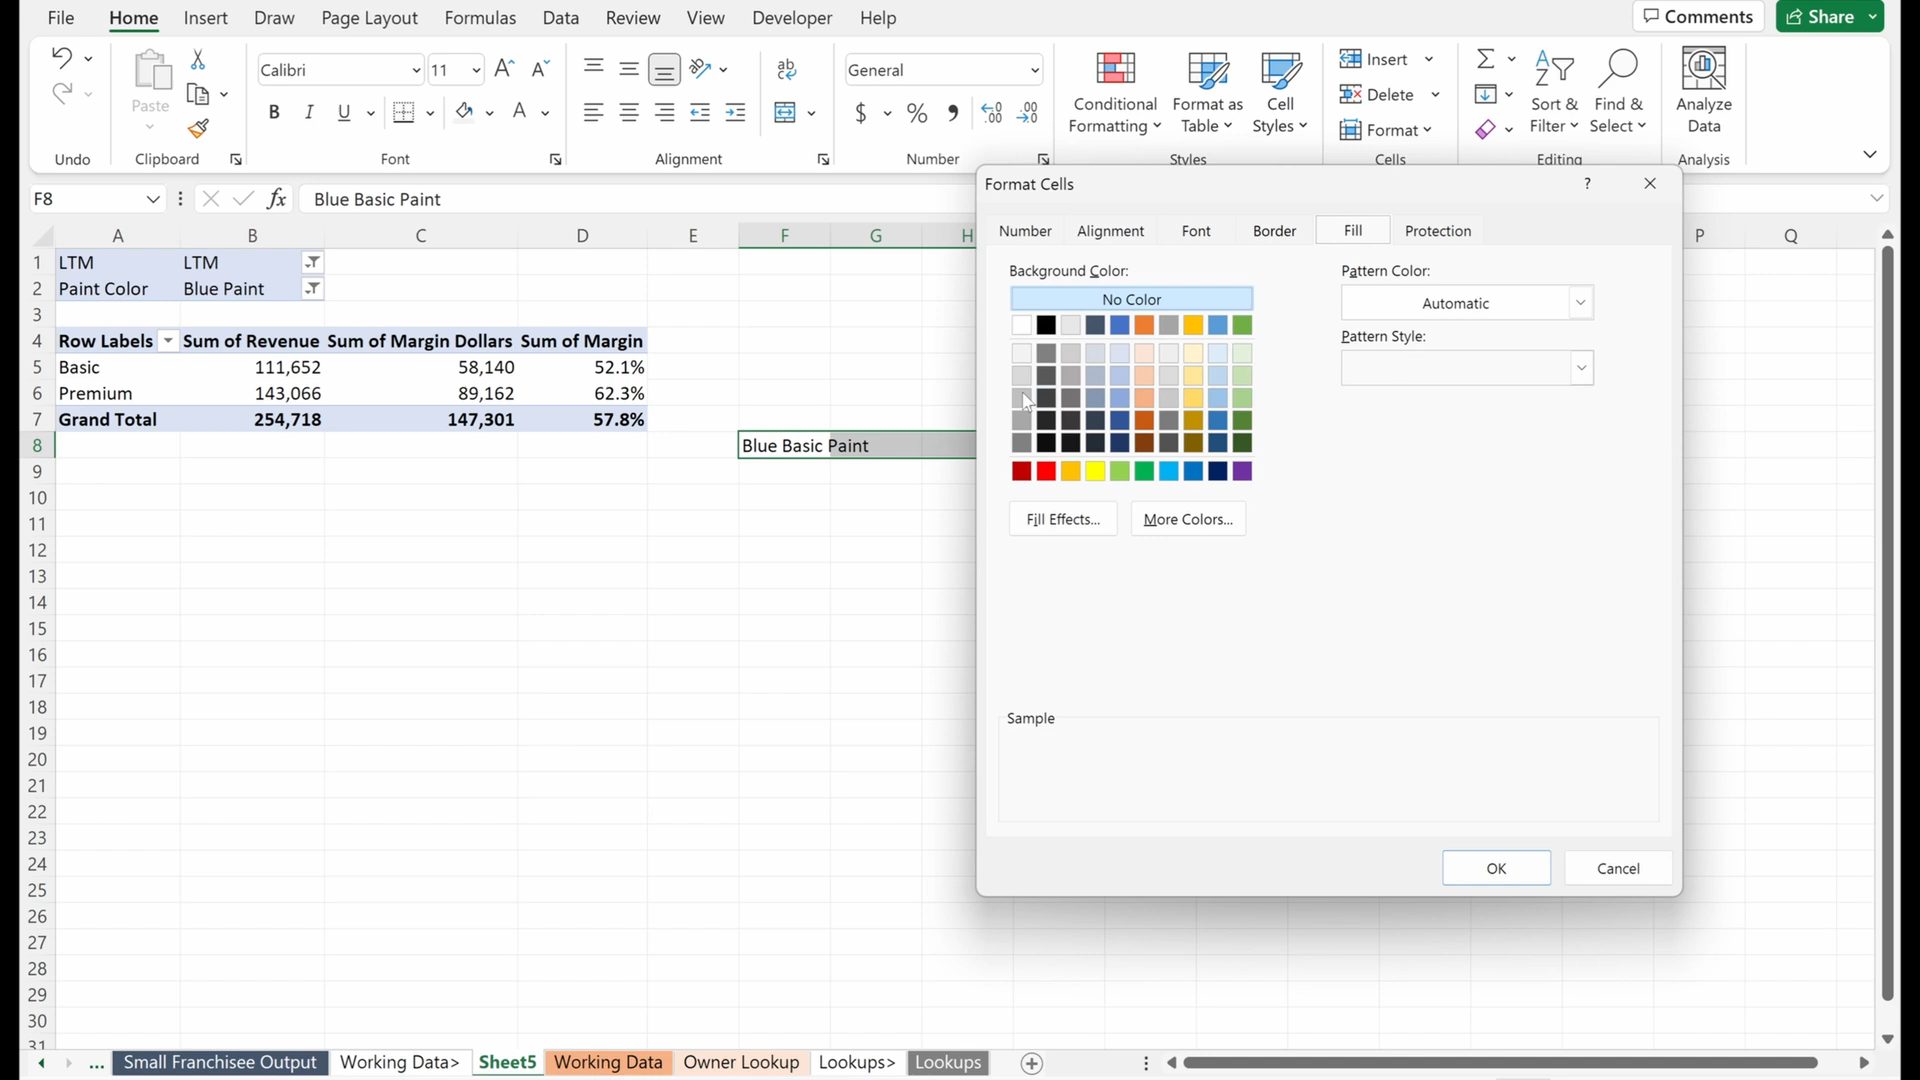 File Home Insert Draw Page Layout Formulas Data Review View Developer Help Comments Share
Paste
Undo Clipboard
Calibri 11
B I U A
Font
ab
Alignment
General
$ % ,
Number
Conditional Formatting
Format as Table
Cell Styles
Styles
Insert
Delete
Format
Cells
Sort & Filter
Find & Select
Editing
Analyze Data
Analysis
F8 fx Blue Basic Paint
A B C D E F G H P Q
1 LTM LTM
2 Paint Color Blue Paint
3
4 Row Labels Sum of Revenue Sum of Margin Dollars Sum of Margin
5 Basic 111,652 58,140 52.1%
6 Premium 143,066 89,162 62.3%
7 Grand Total 254,718 147,301 57.8%
8 Blue Basic Paint
9
10
11
12
13
14
15
16
17
18
19
20
21
22
23
24
25
26
27
28
29
30
31
Format Cells ?
Number Alignment Font Border Fill Protection
Background Color:
No Color
Fill Effects... More Colors...
Pattern Color:
Automatic
Pattern Style:
Sample
OK Cancel
... Small Franchisee Output Working Data> Sheet5 Working Data Owner Lookup Lookups> Lookups